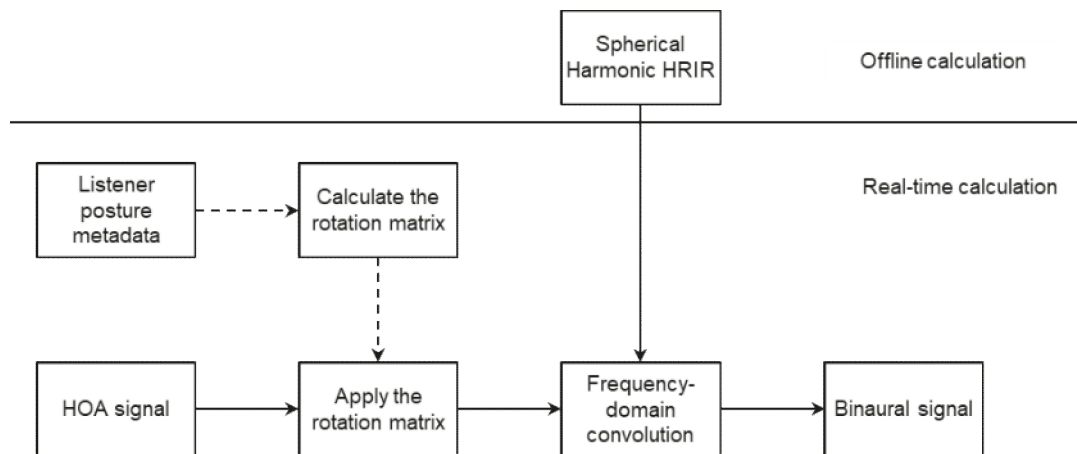 Spherical
Harmonic HRIR
Offline calculation
Real-time calculation
Listener
posture
metadata
Calculate the
rotation matrix
HOA signal
Apply the
rotation matrix
Frequency-
domain
convolution
Binaural signal